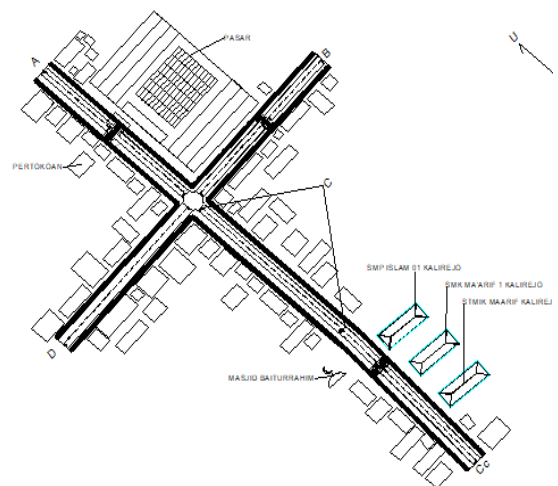 PASAR
U
A
B
PERTOKOAN
C
SMP ISLAM 01 KALIREJO
SMK MA'ARIF 1 KALIREJO
STMIK MAARIF KALIREJ
D
MASJID BAITURRAHIM
Cc